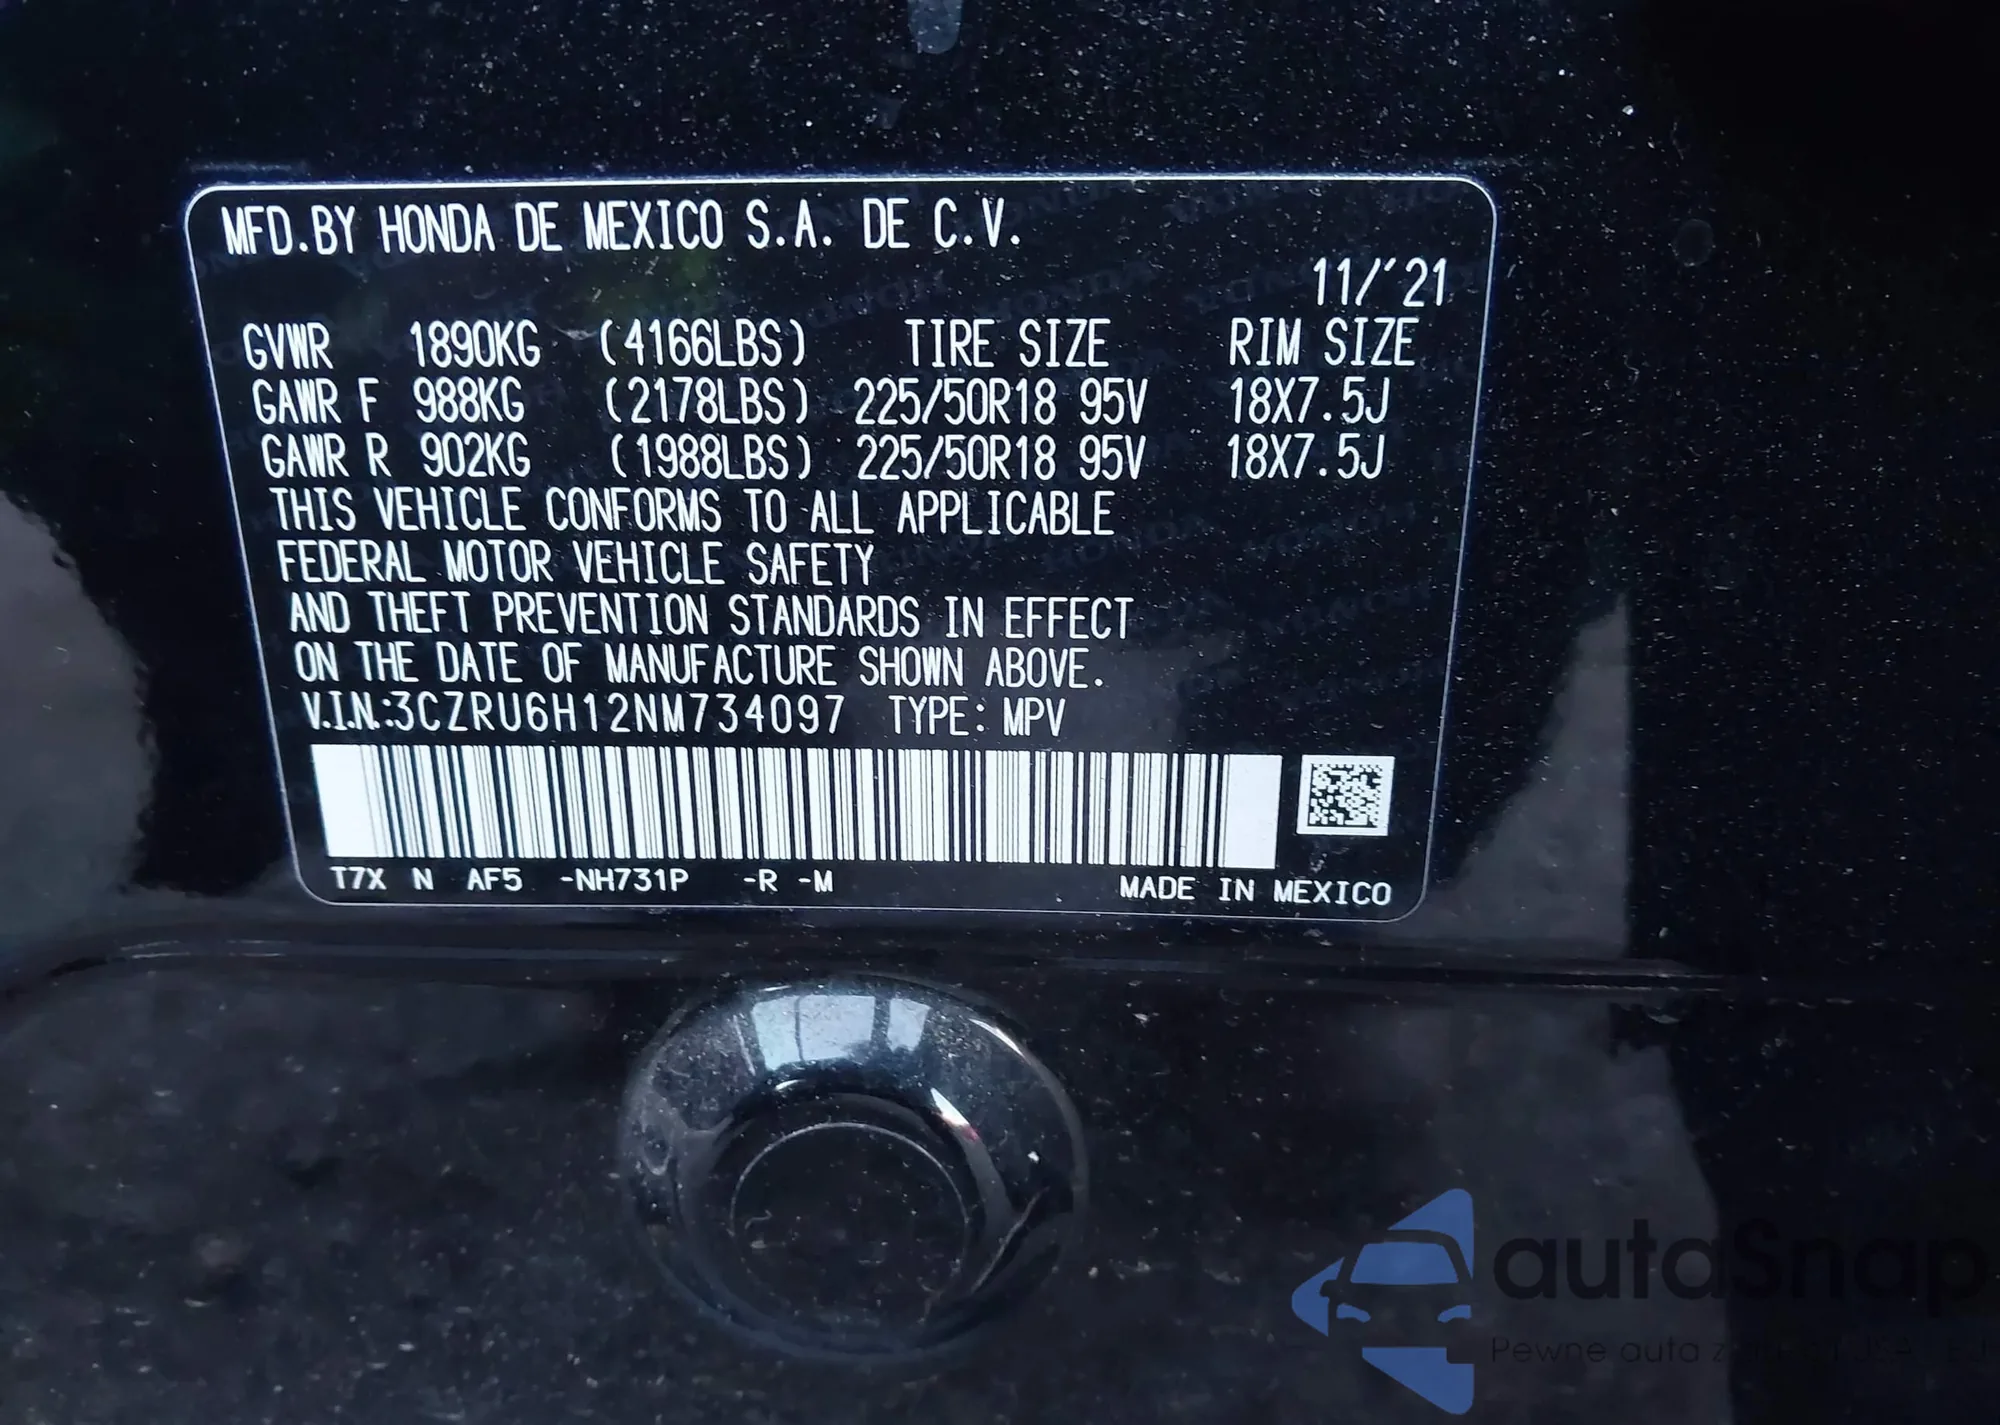 MFD.BY HONDA DE MEXICO S.A. DE C.V.
11/'21
GVWR 1890KG (4166LBS) TIRE SIZE RIM SIZE
GAWR F 988KG (2178LBS) 225/50R18 95V 18X7.5J
GAWR R 902KG (1988LBS) 225/50R18 95V 18X7.5J
THIS VEHICLE CONFORMS TO ALL APPLICABLE
FEDERAL MOTOR VEHICLE SAFETY
AND THEFT PREVENTION STANDARDS IN EFFECT
ON THE DATE OF MANUFACTURE SHOWN ABOVE.
V.I.N.:3CZRU6H12NM734097 TYPE: MPV
T7X N AF5 -NH731P -R -M MADE IN MEXICO
autaSnap
Pewne auta z